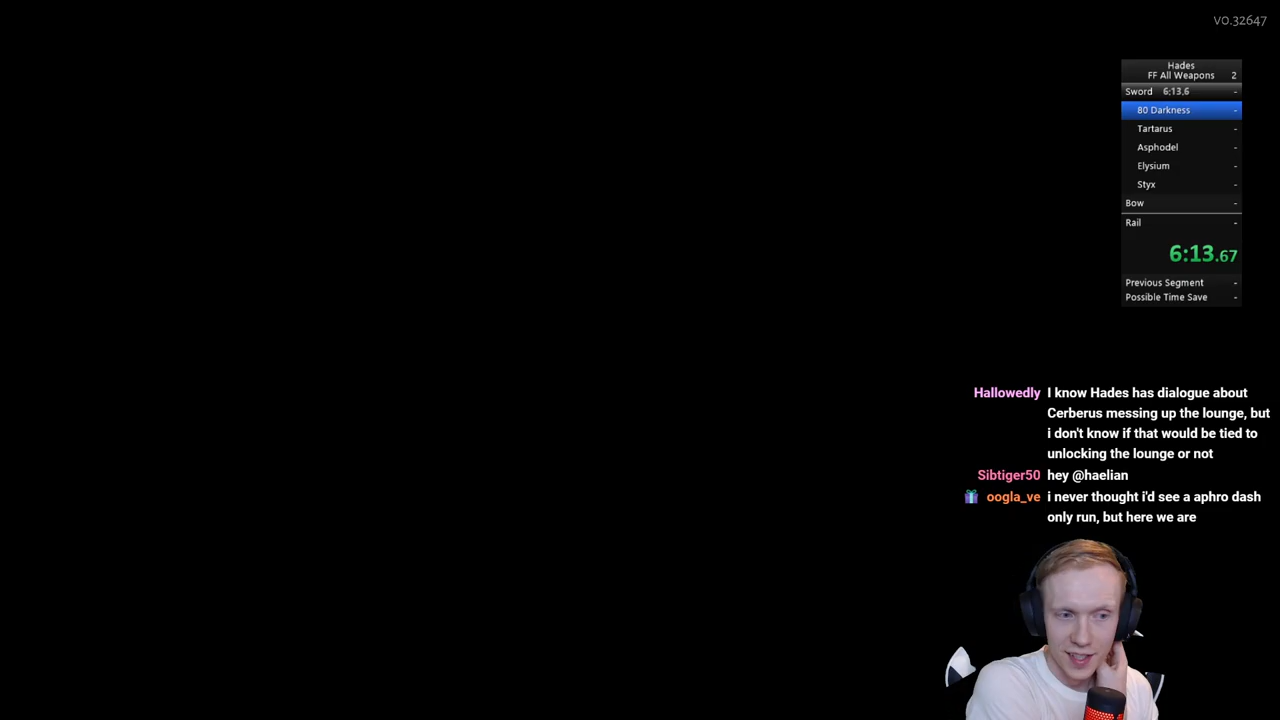 V0.32647
Hades
FF All Weapons 2
Sword 6:13.6 -
80 Darkness -
Tartarus -
Asphodel -
Elysium -
Styx -
Bow -
Rail -
6:13.67
Previous Segment -
Possible Time Save -
Hallowedly I know Hades has dialogue about
Cerberus messing up the lounge, but
i don't know if that would be tied to
unlocking the lounge or not
Sibtiger50 hey @haelian
oogla_ve i never thought i'd see a aphro dash
only run, but here we are